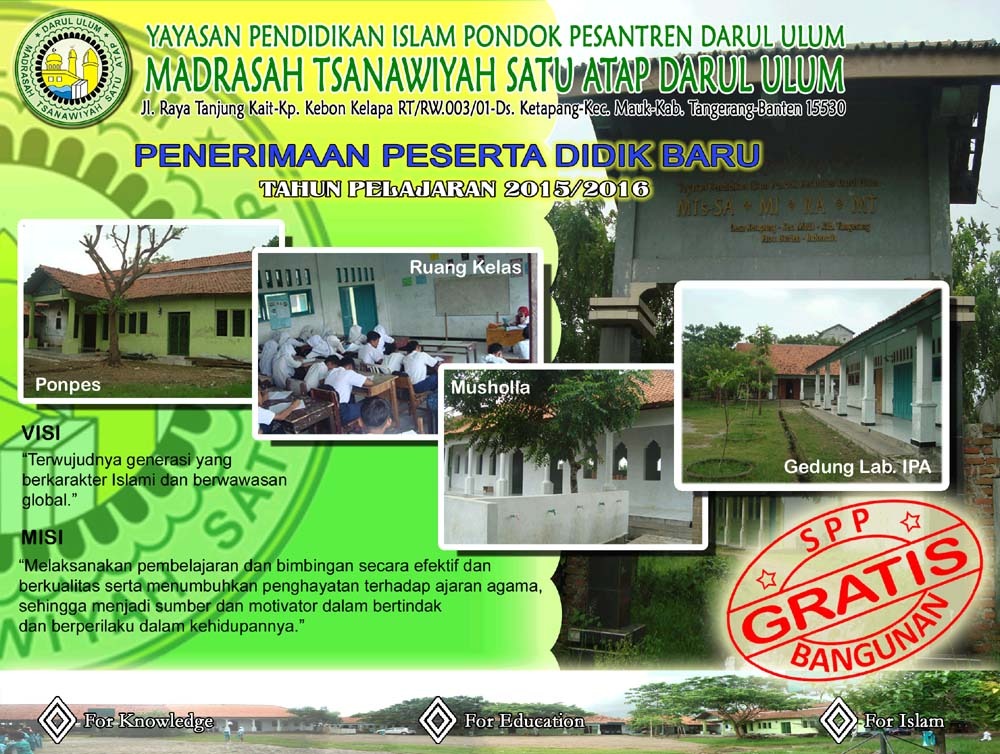 DARUL ULUM
MADRASAH TSANAWIYAH SATU ATAP
YAYASAN PENDIDIKAN ISLAM PONDOK PESANTREN DARUL ULUM
MADRASAH TSANAWIYAH SATU ATAP DARUL ULUM
Jl. Raya Tanjung Kait-Kp. Kebon Kelapa RT/RW.003/01-Ds. Ketapang-Kec. Mauk-Kab. Tangerang-Banten 15530
PENERIMAAN PESERTA DIDIK BARU
TAHUN PELAJARAN 2015/2016
MTs-SA ✦ MI ✦ RA ✦ MT
Ruang Kelas
Ponpes
Musholla
Gedung Lab. IPA
VISI
“Terwujudnya generasi yang
berkarakter Islami dan berwawasan
global.”
MISI
“Melaksanakan pembelajaran dan bimbingan secara efektif dan
berkualitas serta menumbuhkan penghayatan terhadap ajaran agama,
sehingga menjadi sumber dan motivator dalam bertindak
dan berperilaku dalam kehidupannya.”
SPP
GRATIS
BANGUNAN
For Knowledge
For Education
For Islam